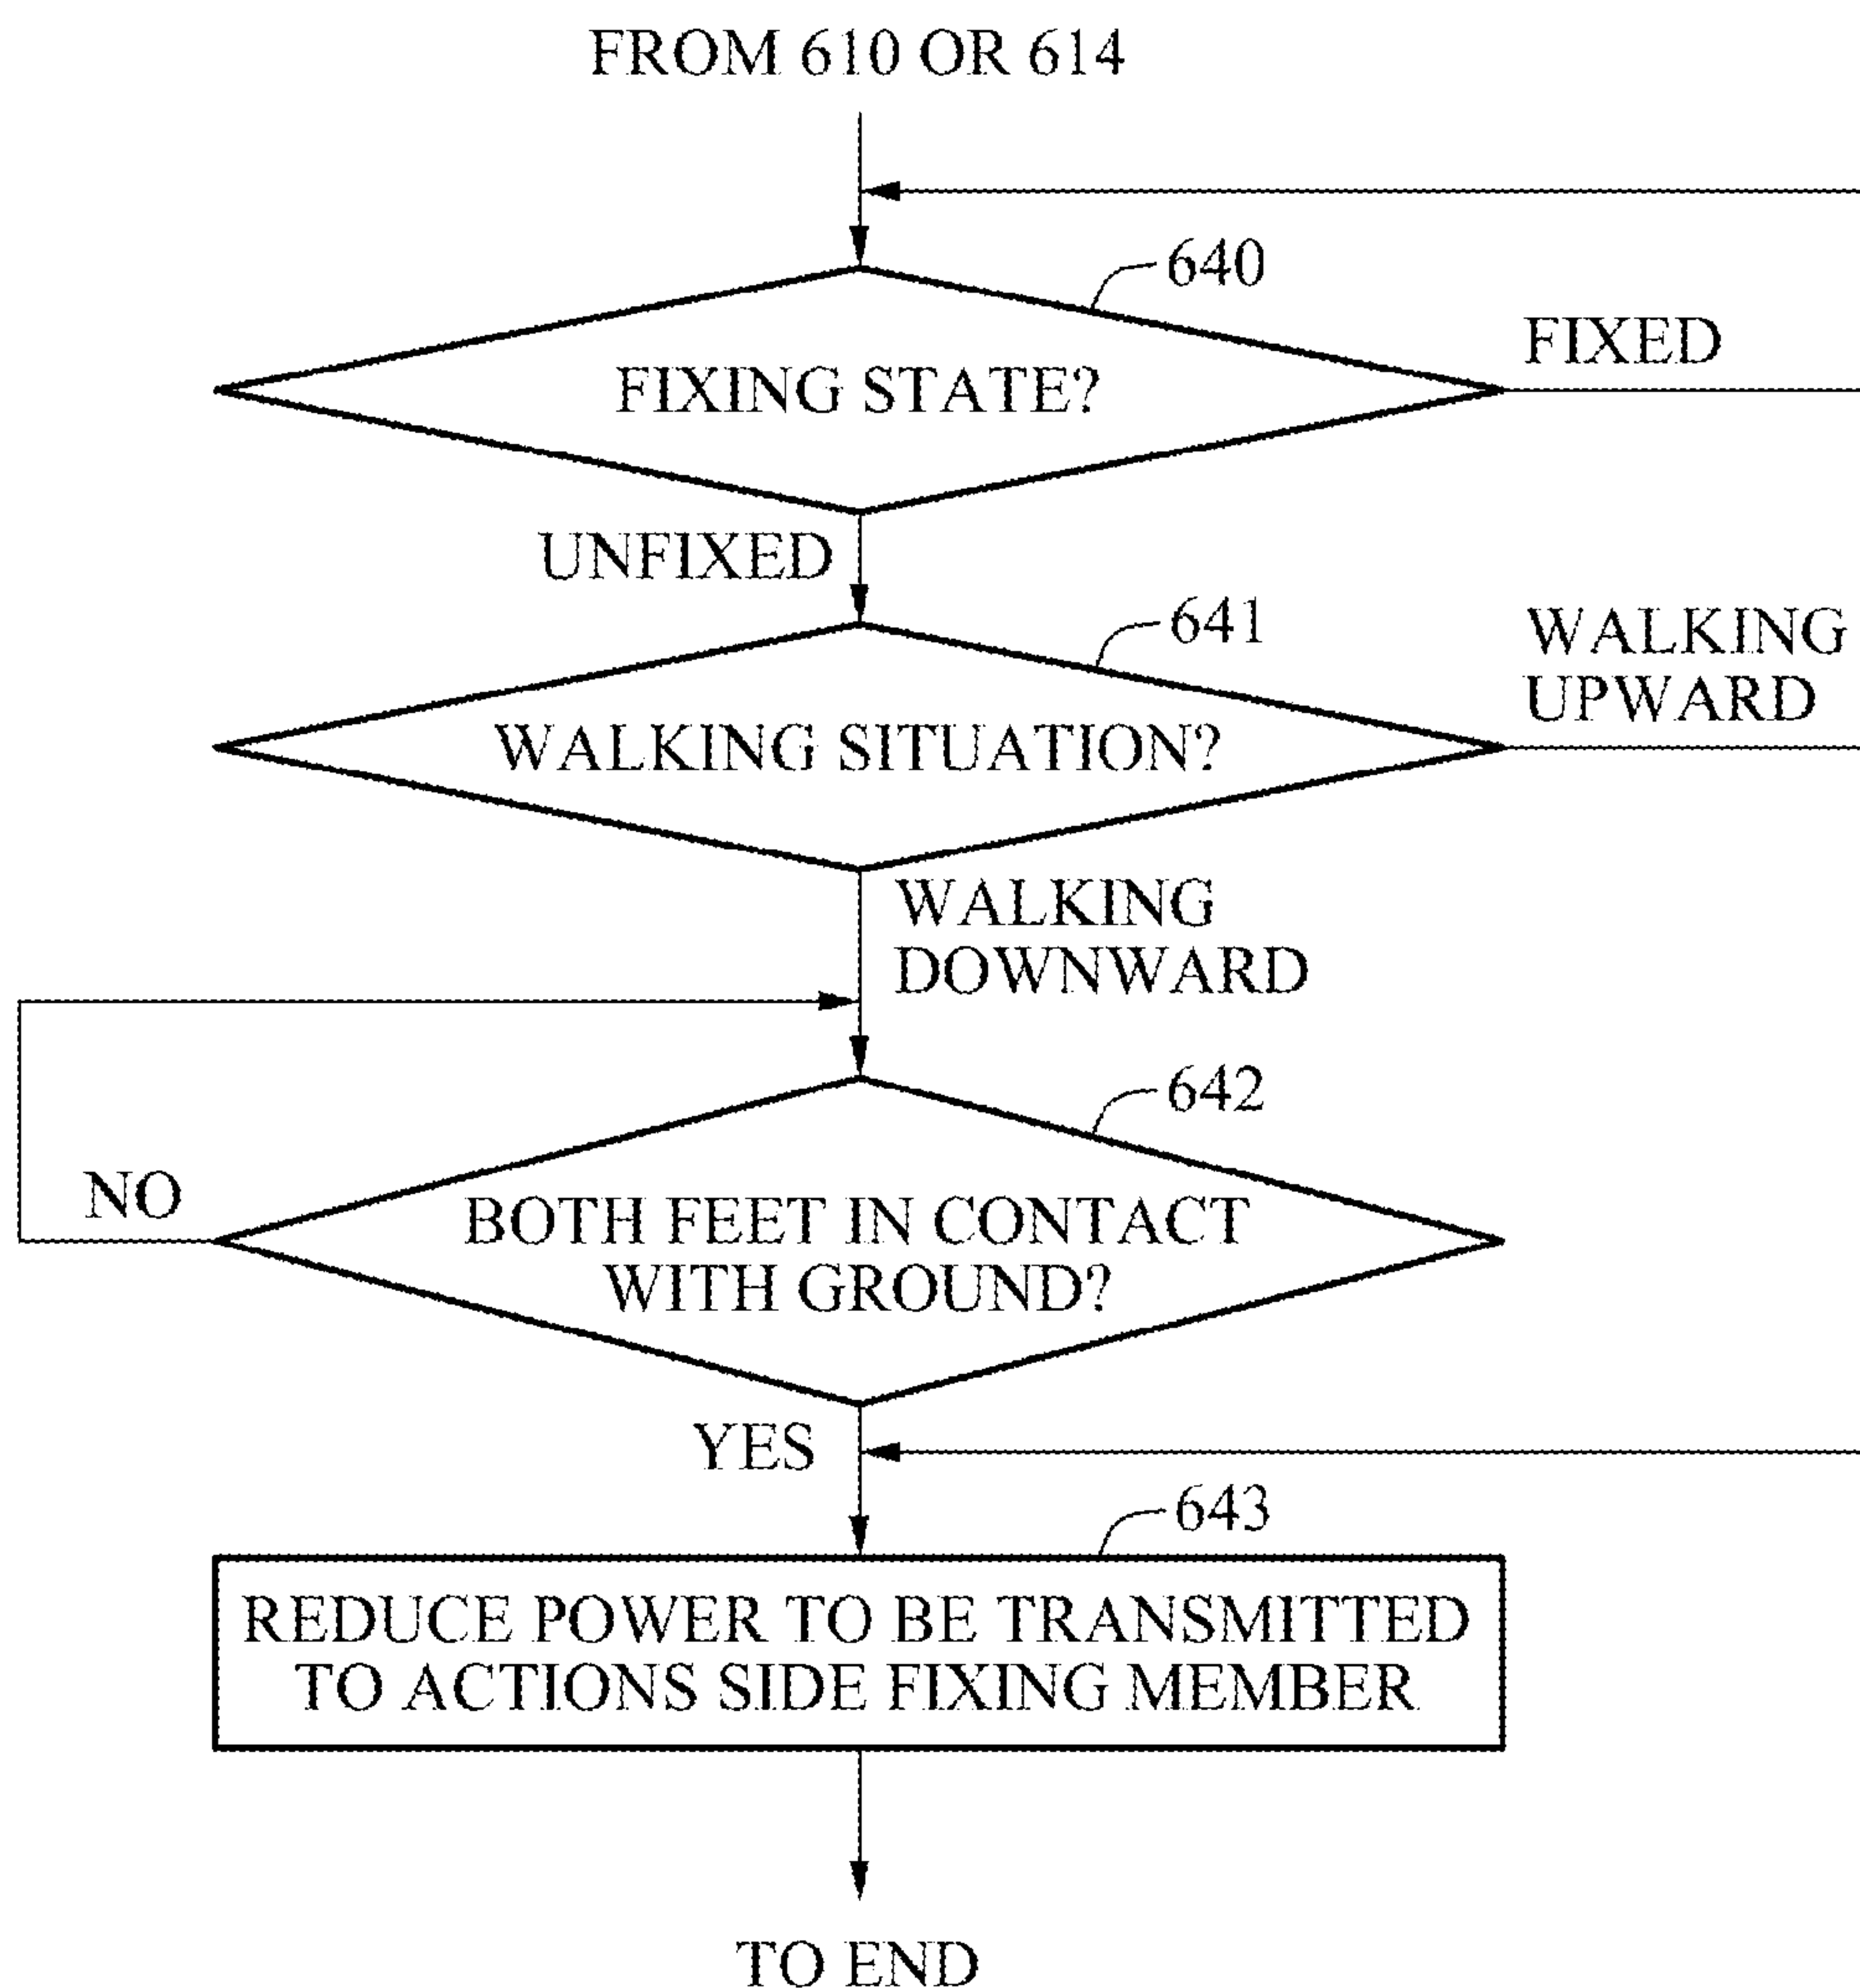 FROM 610 OR 614
640
FIXING STATE?
FIXED
UNFIXED
641
WALKING SITUATION?
WALKING
UPWARD
WALKING
DOWNWARD
642
BOTH FEET IN CONTACT
WITH GROUND?
NO
YES
643
REDUCE POWER TO BE TRANSMITTED
TO ACTIONS SIDE FIXING MEMBER
TO END